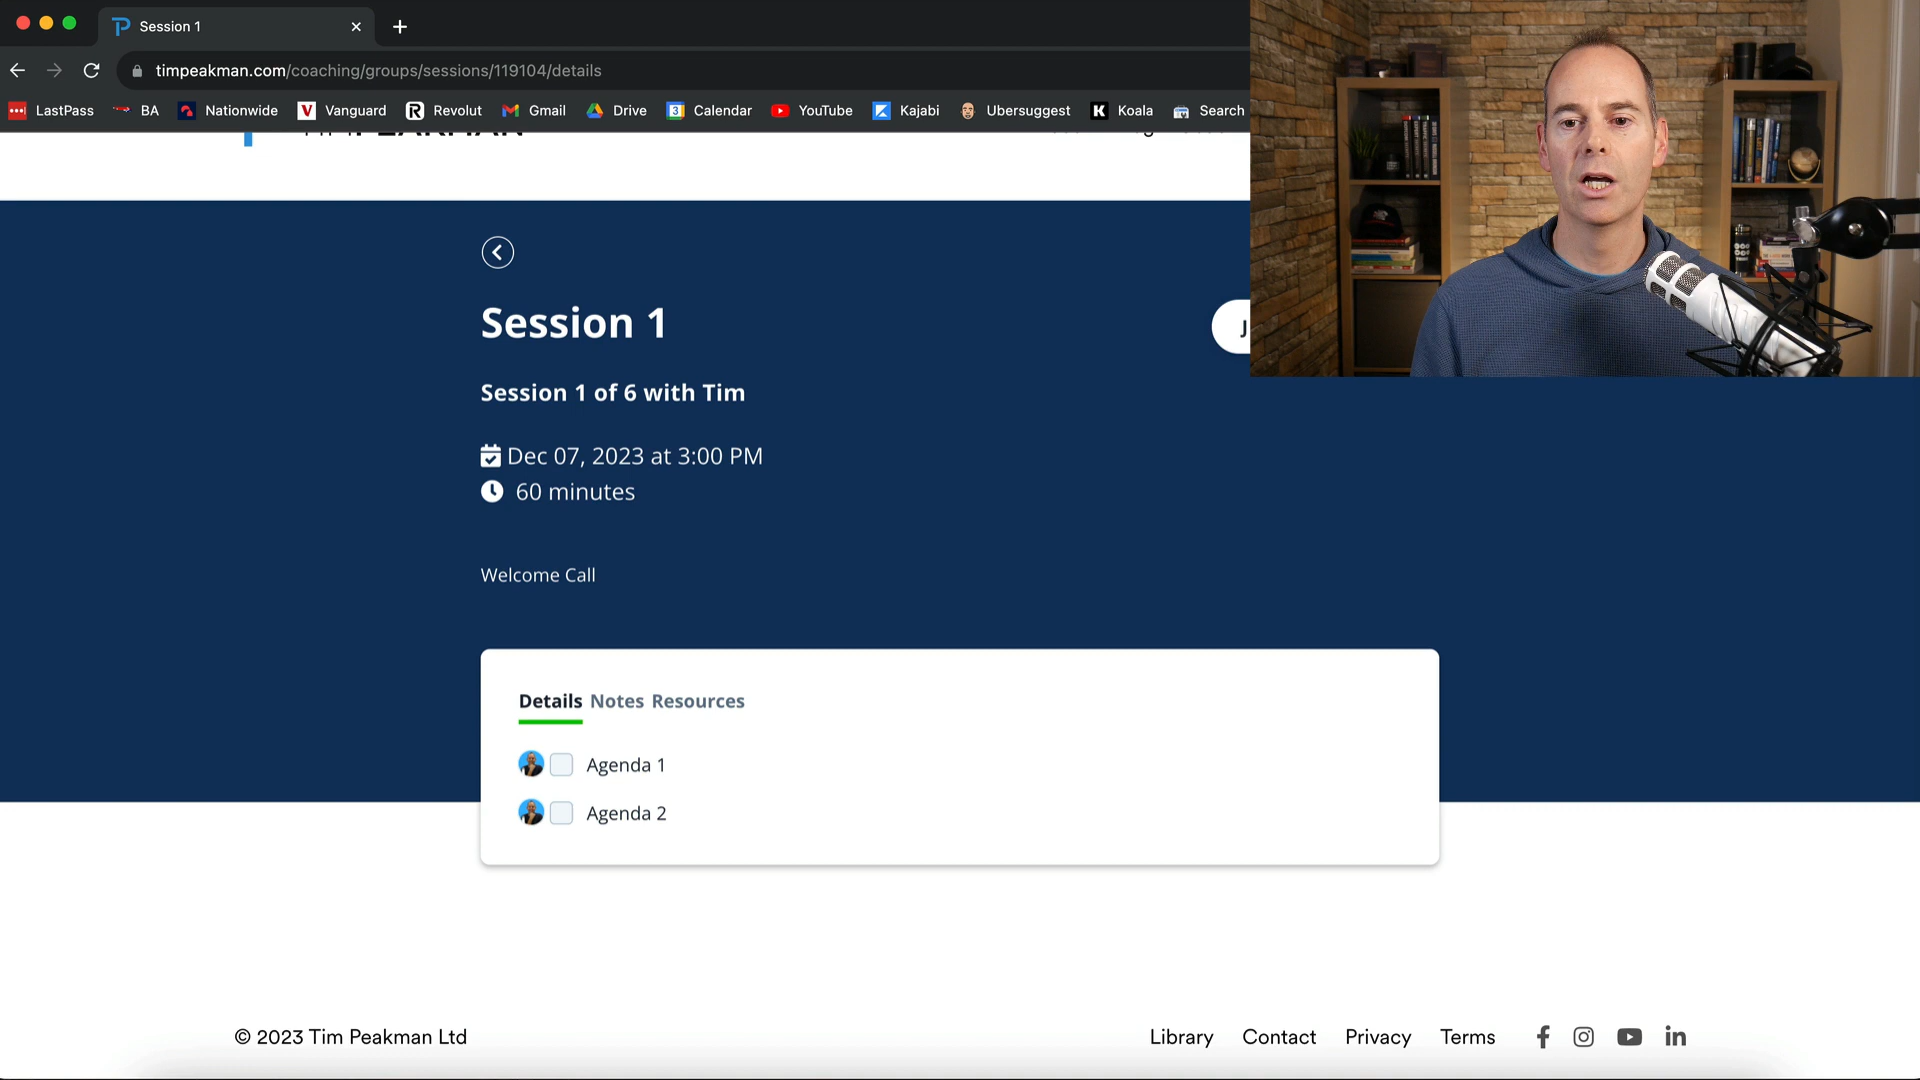 Session 1
timpeakman.com/coaching/groups/sessions/119104/details
LastPass BA Nationwide Vanguard Revolut Gmail Drive Calendar YouTube Kajabi Ubersuggest Koala Search
Session 1
J
Session 1 of 6 with Tim
Dec 07, 2023 at 3:00 PM
60 minutes
Welcome Call
Details Notes Resources
Agenda 1
Agenda 2
© 2023 Tim Peakman Ltd
Library Contact Privacy Terms